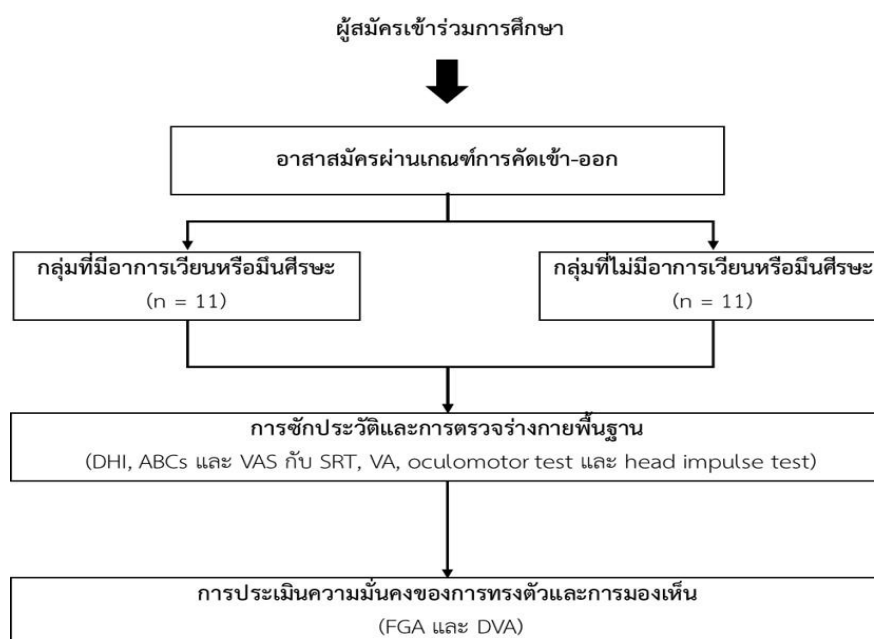 ผู้สมัครเข้าร่วมการศึกษา
อาสาสมัครผ่านเกณฑ์การคัดเข้า-ออก
กลุ่มที่มีอาการเวียนหรือมึนศีรษะ
(n = 11)
กลุ่มที่ไม่มีอาการเวียนหรือมึนศีรษะ
(n = 11)
การซักประวัติและการตรวจร่างกายพื้นฐาน
(DHI, ABCs และ VAS กับ SRT, VA, oculomotor test และ head impulse test)
การประเมินความมั่นคงของการทรงตัวและการมองเห็น
(FGA และ DVA)